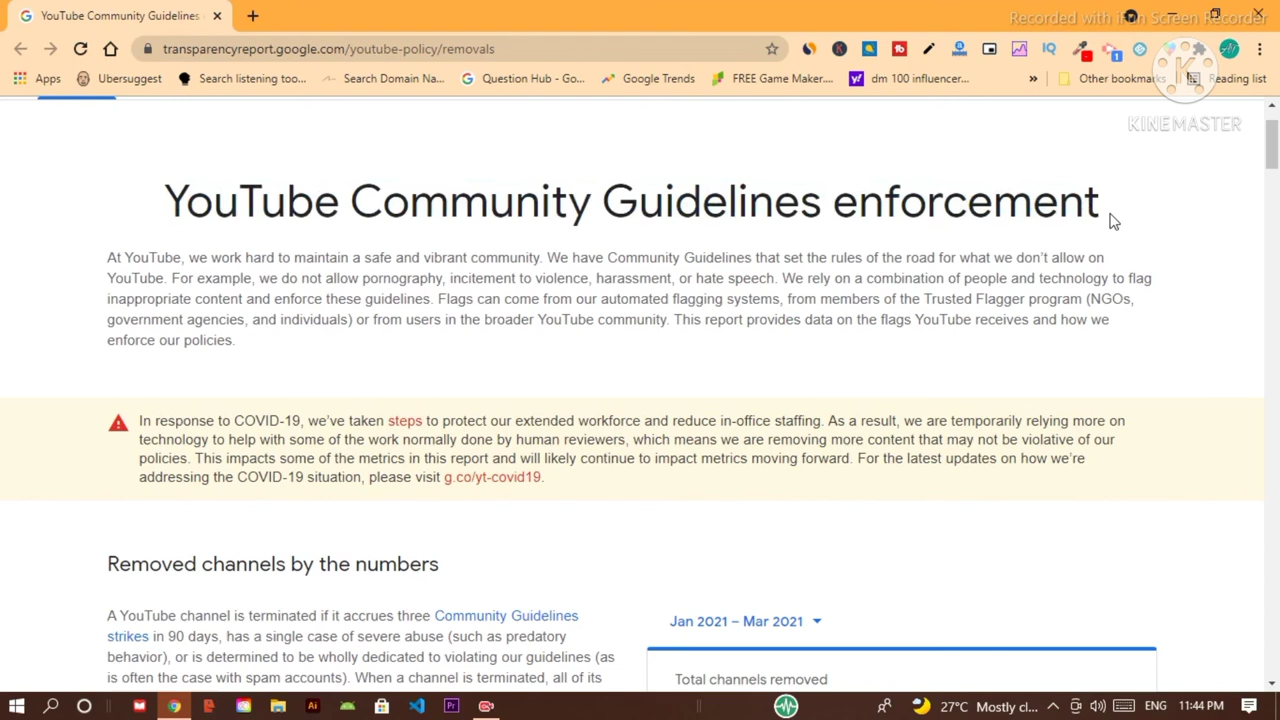 YouTube Community Guidelines
Recorded with iFun Screen Recorder
transparencyreport.google.com/youtube-policy/removals
Apps
Ubersuggest
Search listening too...
Search Domain Na...
Question Hub - Go...
Google Trends
FREE Game Maker....
dm 100 influencer...
»
Other bookmarks
Reading list
KINEMASTER
YouTube Community Guidelines enforcement
At YouTube, we work hard to maintain a safe and vibrant community. We have Community Guidelines that set the rules of the road for what we don't allow on
YouTube. For example, we do not allow pornography, incitement to violence, harassment, or hate speech. We rely on a combination of people and technology to flag
inappropriate content and enforce these guidelines. Flags can come from our automated flagging systems, from members of the Trusted Flagger program (NGOs,
government agencies, and individuals) or from users in the broader YouTube community. This report provides data on the flags YouTube receives and how we
enforce our policies.
In response to COVID-19, we've taken steps to protect our extended workforce and reduce in-office staffing. As a result, we are temporarily relying more on
technology to help with some of the work normally done by human reviewers, which means we are removing more content that may not be violative of our
policies. This impacts some of the metrics in this report and will likely continue to impact metrics moving forward. For the latest updates on how we're
addressing the COVID-19 situation, please visit g.co/yt-covid19.
Removed channels by the numbers
A YouTube channel is terminated if it accrues three Community Guidelines
strikes in 90 days, has a single case of severe abuse (such as predatory
behavior), or is determined to be wholly dedicated to violating our guidelines (as
is often the case with spam accounts). When a channel is terminated, all of its
Jan 2021 – Mar 2021
Total channels removed
27°C Mostly cl...
ENG
11:44 PM